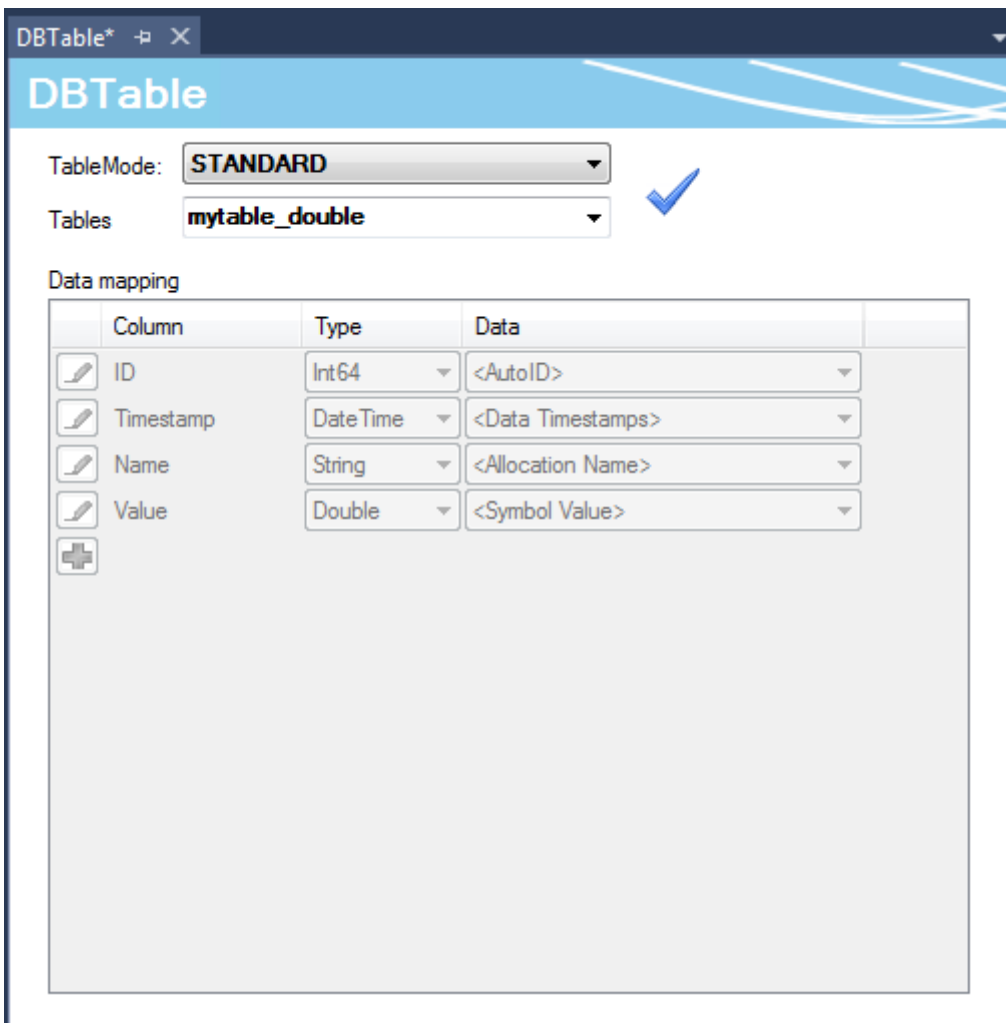 DBTable*
DBTable
TableMode: STANDARD
Tables mytable_double
Data mapping
Column Type Data
ID Int64 <AutoID>
Timestamp DateTime <Data Timestamps>
Name String <Allocation Name>
Value Double <Symbol Value>